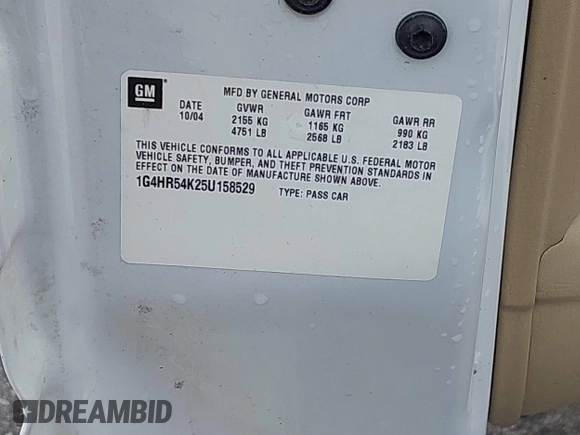 GM
MFD BY GENERAL MOTORS CORP
DATE GVWR GAWR FRT GAWR RR
10/04 2155 KG 1165 KG 990 KG
4751 LB 2568 LB 2183 LB
THIS VEHICLE CONFORMS TO ALL APPLICABLE U.S. FEDERAL MOTOR
VEHICLE SAFETY, BUMPER, AND THEFT PREVENTION STANDARDS IN
EFFECT ON THE DATE OF MANUFACTURE SHOWN ABOVE.
1G4HR54K25U158529 TYPE: PASS CAR
DREAMBID